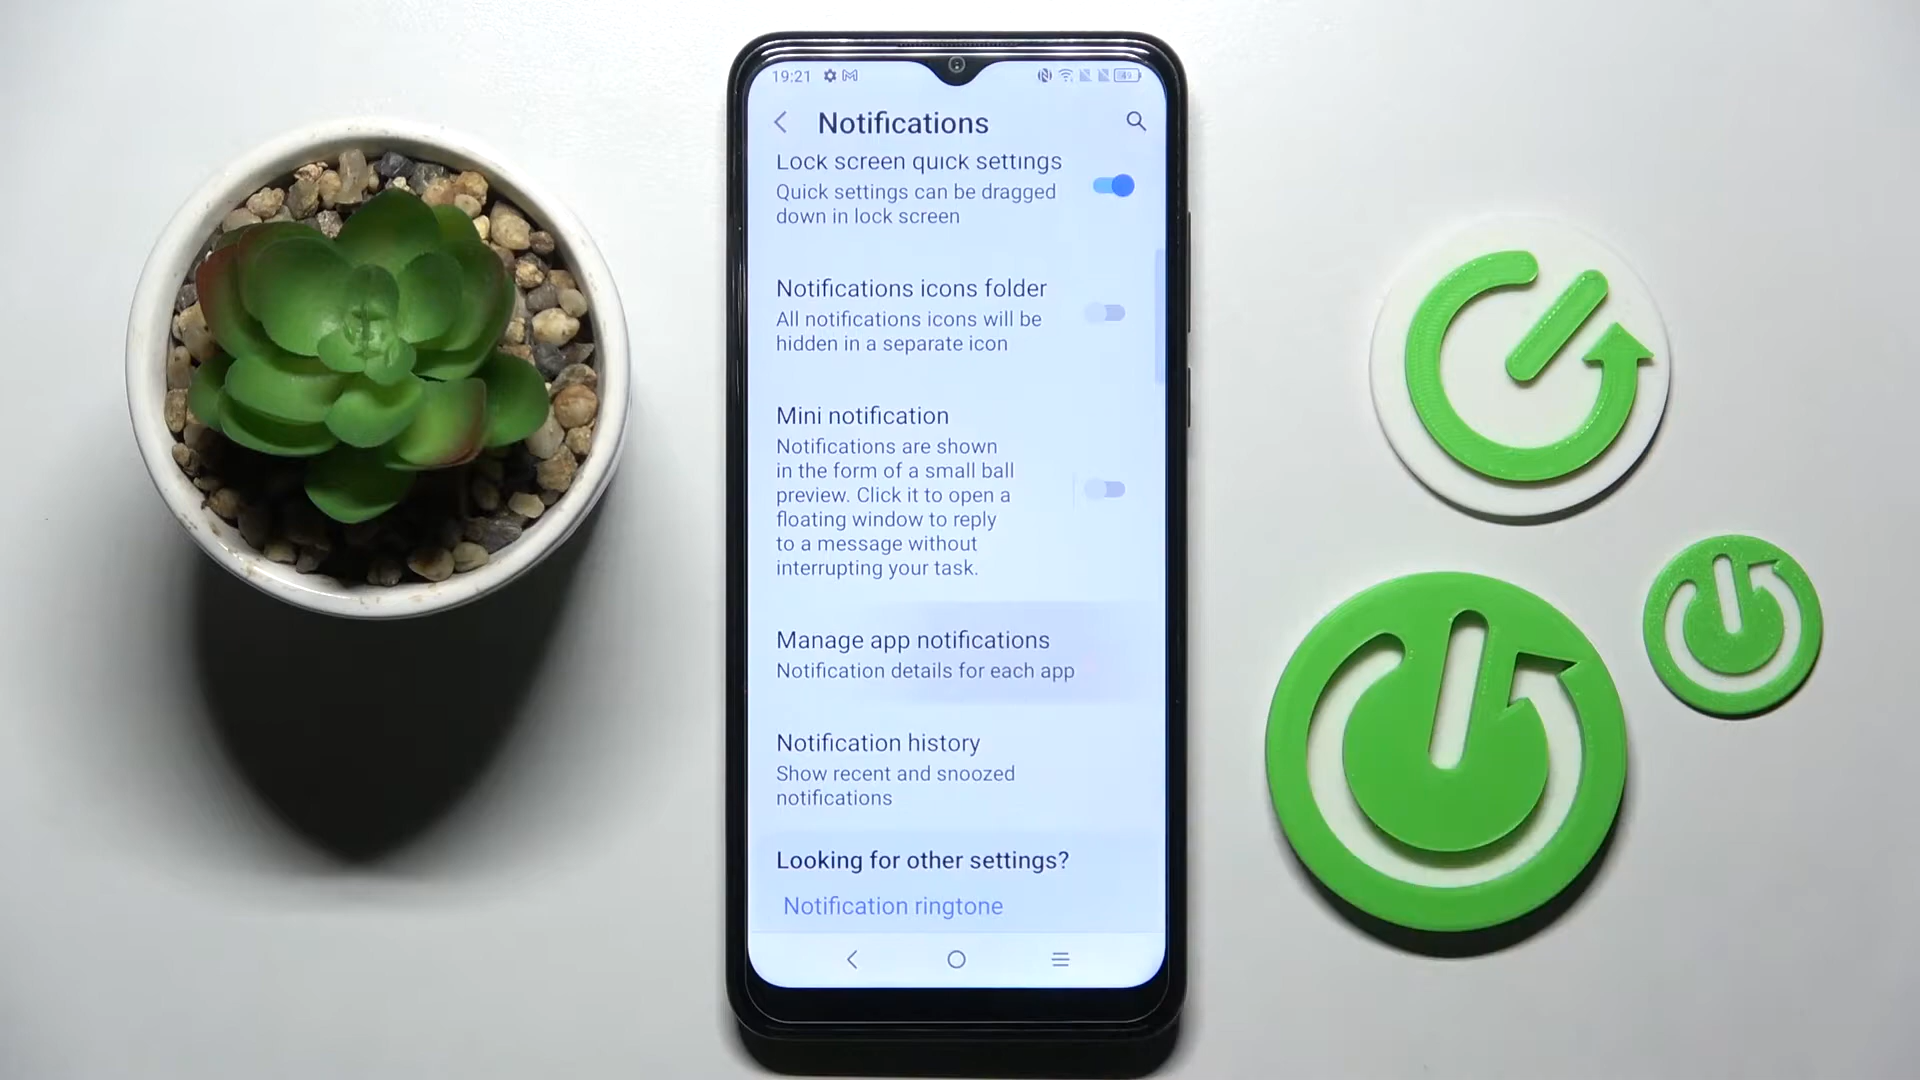 19:21
49
Notifications
Lock screen quick settings
Quick settings can be dragged
down in lock screen
Notifications icons folder
All notifications icons will be
hidden in a separate icon
Mini notification
Notifications are shown
in the form of a small ball
preview. Click it to open a
floating window to reply
to a message without
interrupting your task.
Manage app notifications
Notification details for each app
Notification history
Show recent and snoozed
notifications
Looking for other settings?
Notification ringtone